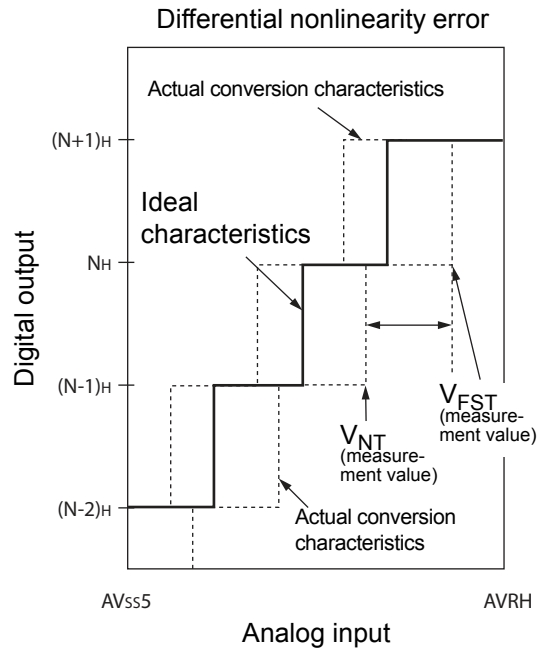 Differential nonlinearity error
Actual conversion characteristics
(N+1)H
Ideal
characteristics
NH
Digital output
(N-1)H
VFST
(measure-
ment value)
VNT
(measure-
ment value)
(N-2)H
Actual conversion
characteristics
AVss5
AVRH
Analog input